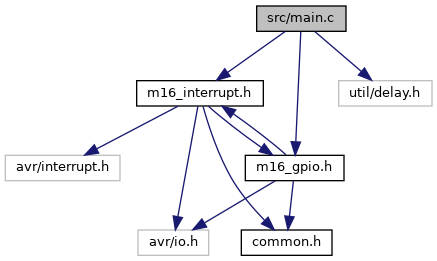 src/main.c
m16_interrupt.h
util/delay.h
avr/interrupt.h
m16_gpio.h
avr/io.h
common.h